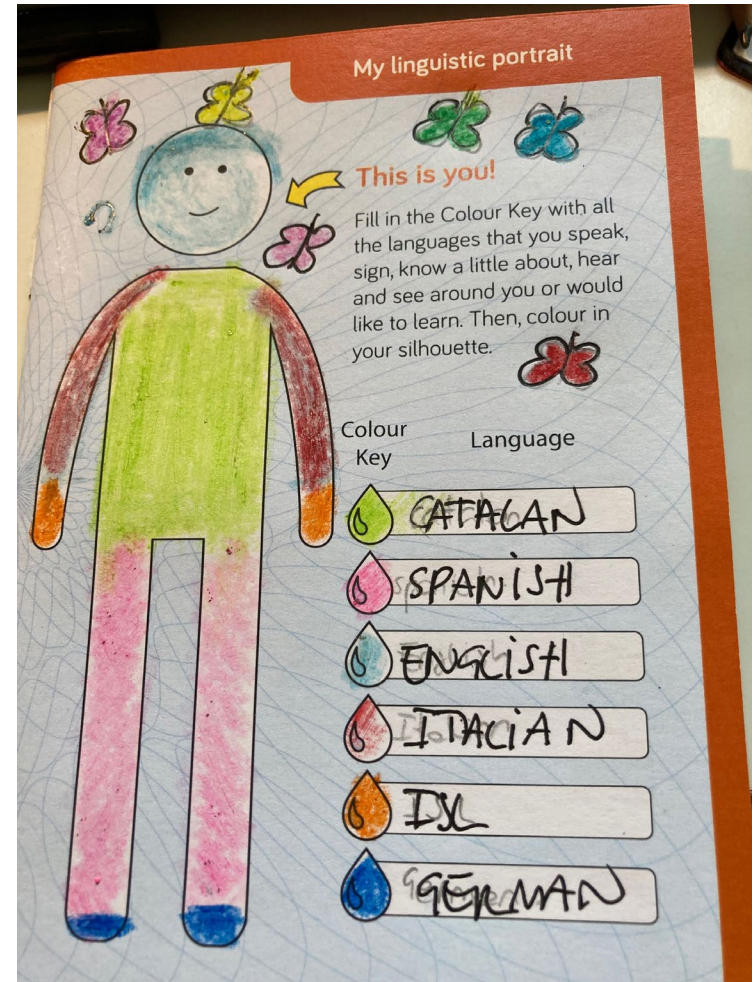 My linguistic portrait
This is you!
Fill in the Colour Key with all
the languages that you speak,
sign, know a little about, hear
and see around you or would
like to learn. Then, colour in
your silhouette.
Colour
Key
Language
CATALAN
SPANISH
ENGLISH
ITALIAN
ISL
GERMAN